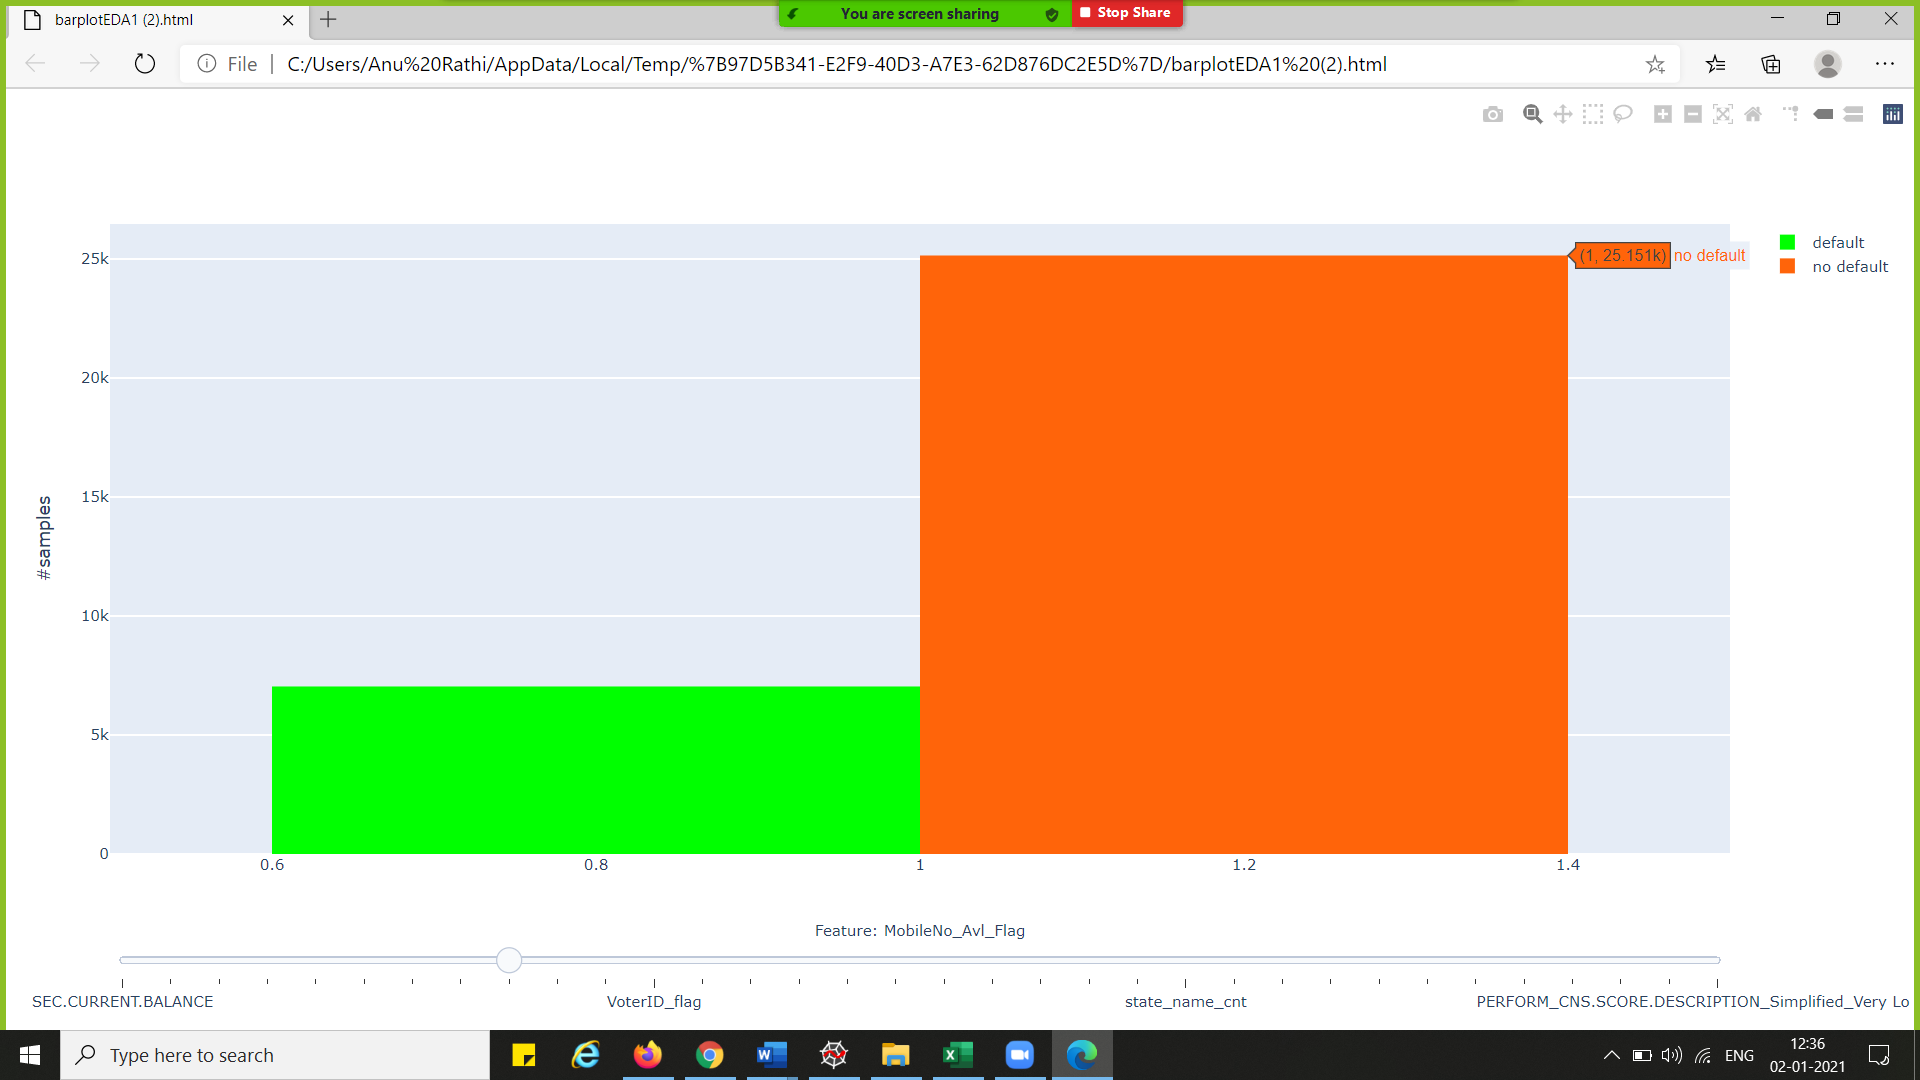 barplotEDA1 (2).html
You are screen sharing
Stop Share
File
C:/Users/Anu%20Rathi/AppData/Local/Temp/%7B97D5B341-E2F9-40D3-A7E3-62D876DC2E5D%7D/barplotEDA1%20(2).html
default
no default
(1, 25.151k) no default
25k
20k
15k
10k
5k
0
#samples
0.6 0.8 1 1.2 1.4
Feature: MobileNo_Avl_Flag
SEC.CURRENT.BALANCE VoterID_flag state_name_cnt PERFORM_CNS.SCORE.DESCRIPTION_Simplified_Very Lo
Type here to search
ENG
12:36
02-01-2021